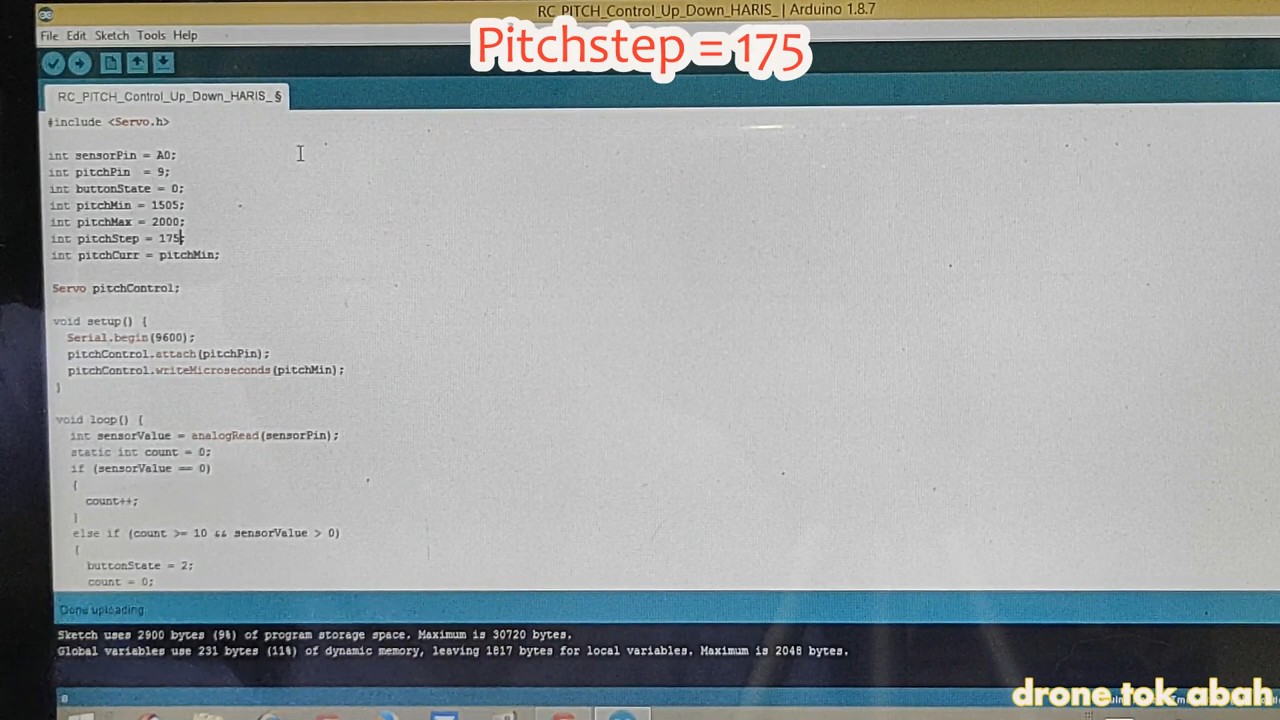 RC_PITCH_Control_Up_Down_HARIS_ | Arduino 1.8.7
File Edit Sketch Tools Help
Pitchstep = 175
RC_PITCH_Control_Up_Down_HARIS_ §
#include <Servo.h>
int sensorPin = A0;
int pitchPin  = 9;
int buttonState = 0;
int pitchMin = 1505;
int pitchMax = 2000;
int pitchStep = 175;
int pitchCurr = pitchMin;
Servo pitchControl;
void setup() {
Serial.begin(9600);
pitchControl.attach(pitchPin);
pitchControl.writeMicroseconds(pitchMin);
}
void loop() {
int sensorValue = analogRead(sensorPin);
static int count = 0;
if (sensorValue == 0)
{
count++;
}
else if (count >= 10 && sensorValue > 0)
{
buttonState = 2;
count = 0;
Done uploading.
Sketch uses 2900 bytes (9%) of program storage space. Maximum is 30720 bytes.
Global variables use 231 bytes (11%) of dynamic memory, leaving 1817 bytes for local variables. Maximum is 2048 bytes.
drone tok abah